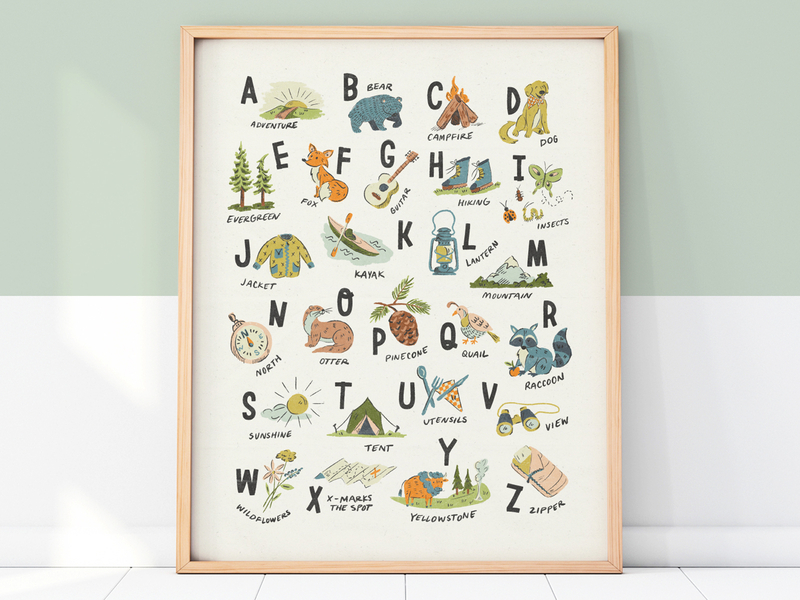 A
ADVENTURE
B
BEAR
C
CAMPFIRE
D
DOG
E
EVERGREEN
F
FOX
G
GUITAR
H
HIKING
I
INSECTS
J
JACKET
K
KAYAK
L
LANTERN
M
MOUNTAIN
N
N
S
NORTH
O
OTTER
P
PINECONE
Q
QUAIL
R
RACCOON
S
SUNSHINE
T
TENT
U
UTENSILS
V
VIEW
W
WILDFLOWERS
X
X-MARKS
THE SPOT
Y
YELLOWSTONE
Z
ZIPPER